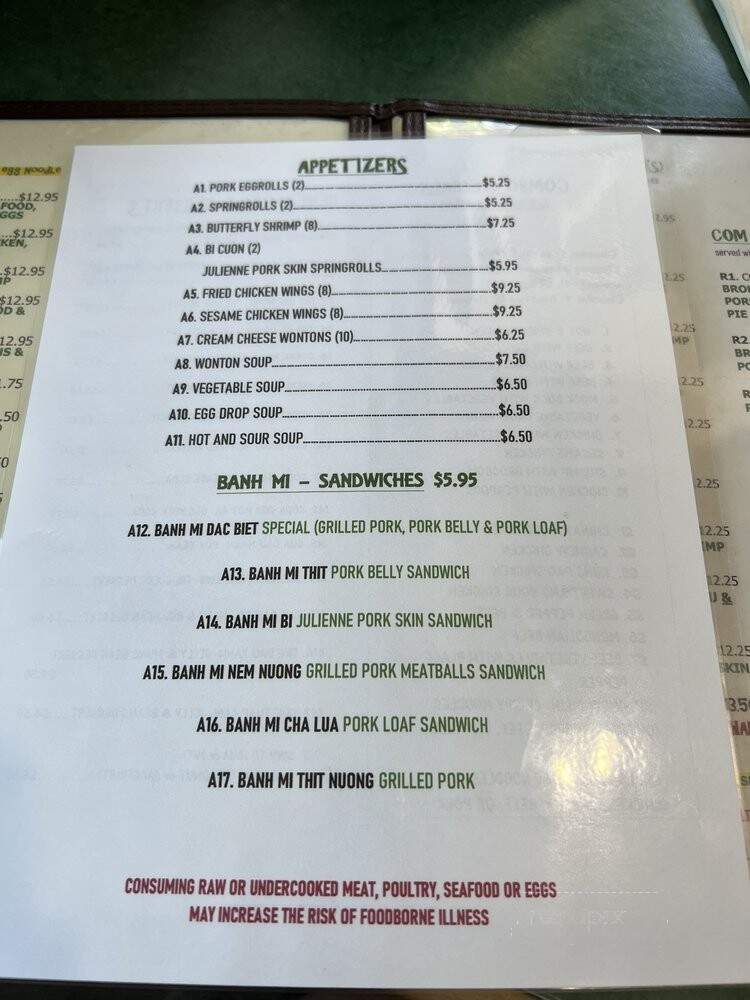 APPETIZERS
A1. PORK EGGROLLS (2)....$5.25
A2. SPRINGROLLS (2)....$5.25
A3. BUTTERFLY SHRIMP (8)....$7.25
A4. BI CUON (2)
JULIENNE PORK SKIN SPRINGROLLS....$5.95
A5. FRIED CHICKEN WINGS (8)....$9.25
A6. SESAME CHICKEN WINGS (8)....$9.25
A7. CREAM CHEESE WONTONS (10)....$6.25
A8. WONTON SOUP....$7.50
A9. VEGETABLE SOUP....$6.50
A10. EGG DROP SOUP....$6.50
A11. HOT AND SOUR SOUP....$6.50
BANH MI – SANDWICHES $5.95
A12. BANH MI DAC BIET SPECIAL (GRILLED PORK, PORK BELLY & PORK LOAF)
A13. BANH MI THIT PORK BELLY SANDWICH
A14. BANH MI BI JULIENNE PORK SKIN SANDWICH
A15. BANH MI NEM NUONG GRILLED PORK MEATBALLS SANDWICH
A16. BANH MI CHA LUA PORK LOAF SANDWICH
A17. BANH MI THIT NUONG GRILLED PORK
CONSUMING RAW OR UNDERCOOKED MEAT, POULTRY, SEAFOOD OR EGGS
MAY INCREASE THE RISK OF FOODBORNE ILLNESS
$12.95
$12.95
$12.95
$12.95
COM
R1.
R2.